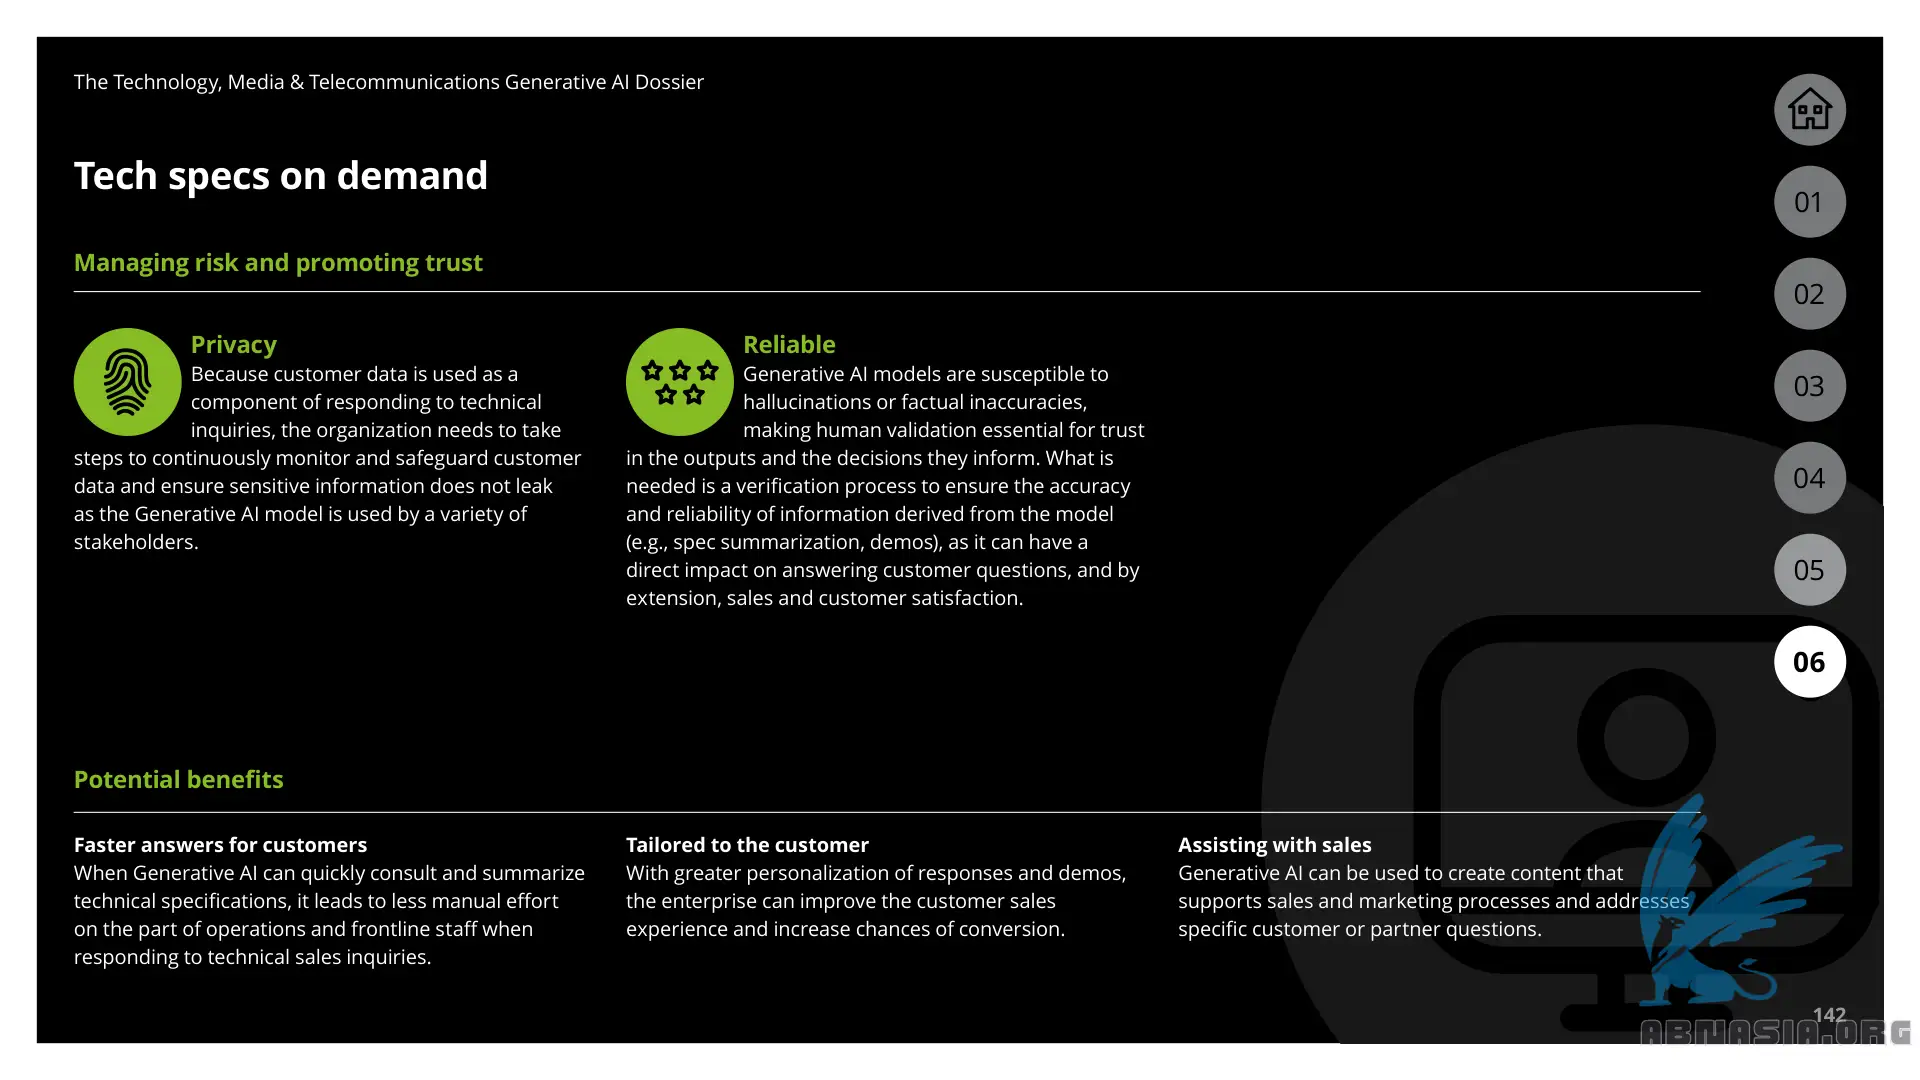 The Technology, Media & Telecommunications Generative AI Dossier
Tech specs on demand
Managing risk and promoting trust
Privacy
Because customer data is used as a
component of responding to technical
inquiries, the organization needs to take
steps to continuously monitor and safeguard customer
data and ensure sensitive information does not leak
as the Generative AI model is used by a variety of
stakeholders.
Reliable
Generative AI models are susceptible to
hallucinations or factual inaccuracies,
making human validation essential for trust
in the outputs and the decisions they inform. What is
needed is a verification process to ensure the accuracy
and reliability of information derived from the model
(e.g., spec summarization, demos), as it can have a
direct impact on answering customer questions, and by
extension, sales and customer satisfaction.
Potential benefits
Faster answers for customers
When Generative AI can quickly consult and summarize
technical specifications, it leads to less manual effort
on the part of operations and frontline staff when
responding to technical sales inquiries.
Tailored to the customer
With greater personalization of responses and demos,
the enterprise can improve the customer sales
experience and increase chances of conversion.
Assisting with sales
Generative AI can be used to create content that
supports sales and marketing processes and addresses
specific customer or partner questions.
01
02
03
04
05
06
142
ABMASIA.ORG